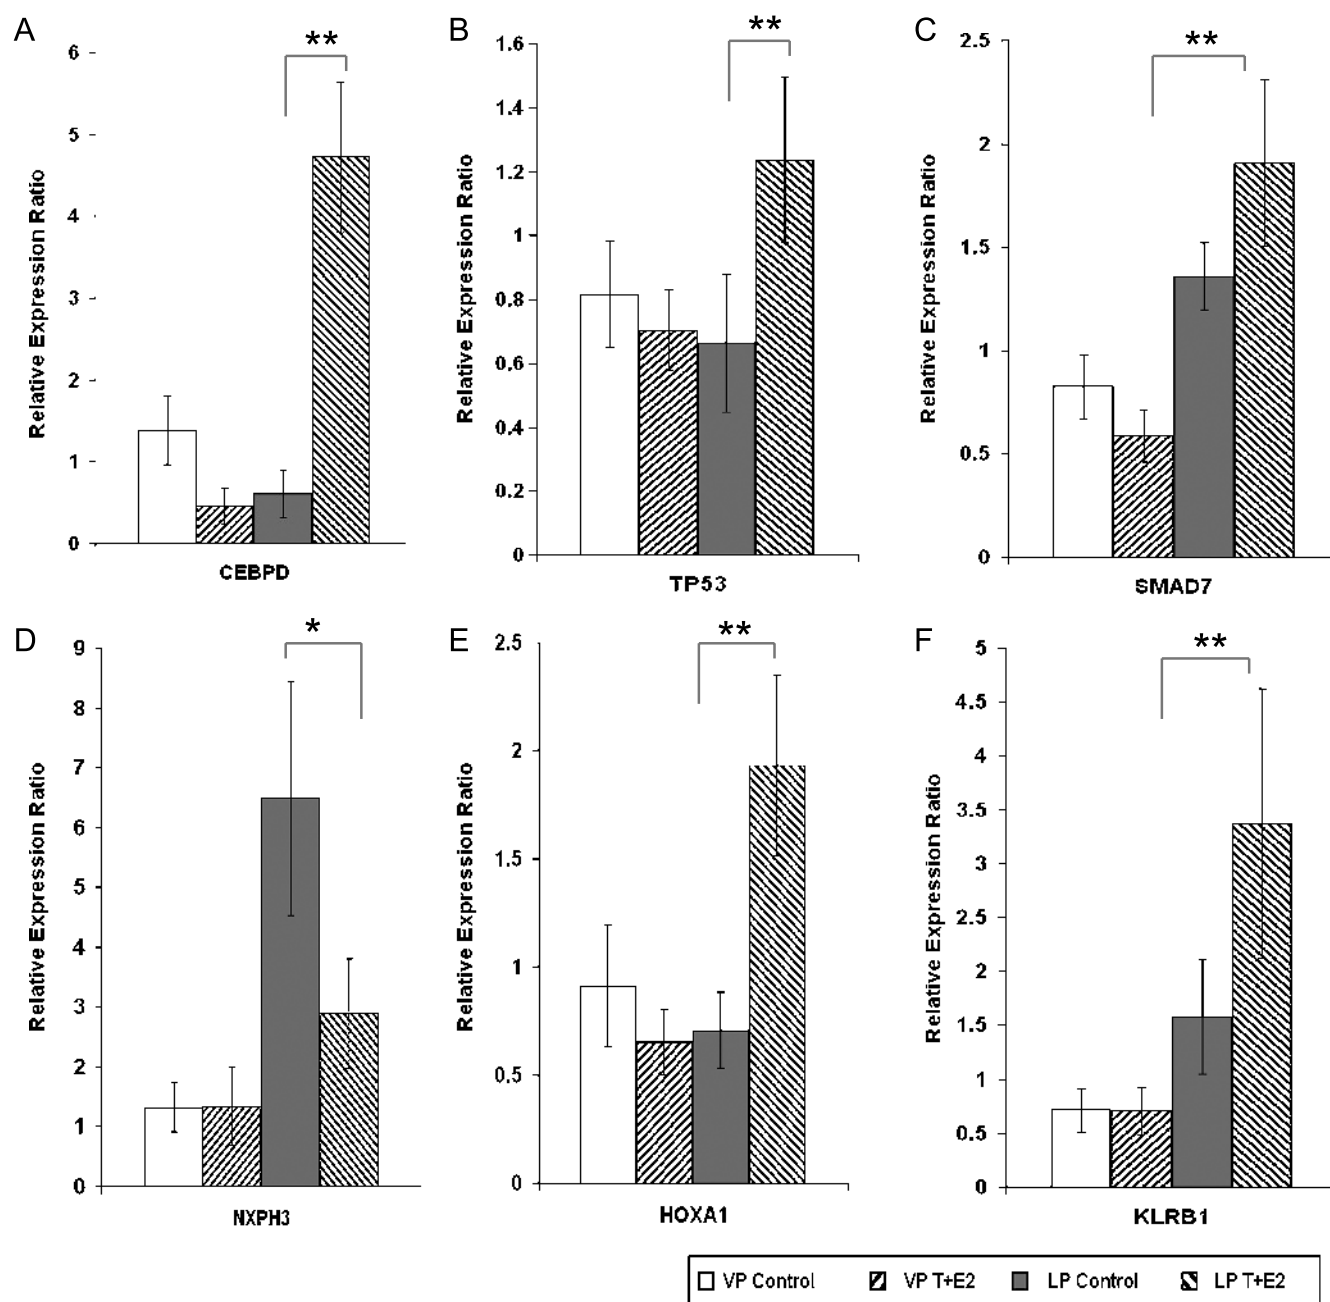 A
**
6
5
4
3
2
1
0
Relative Expression Ratio
CEBPD
B
**
1.6
1.4
1.2
1
0.8
0.6
0.4
0.2
0
Relative Expression Ratio
TP53
C
**
2.5
2
1.5
1
0.5
0
Relative Expression Ratio
SMAD7
D
*
9
8
7
6
5
4
3
2
1
0
Relative Expression Ratio
NXPH3
E
**
2.5
2
1.5
1
0.5
0
Relative Expression Ratio
HOXA1
F
**
5
4.5
4
3.5
3
2.5
2
1.5
1
0.5
0
Relative Expression Ratio
KLRB1
VP Control VP T+E2 LP Control LP T+E2